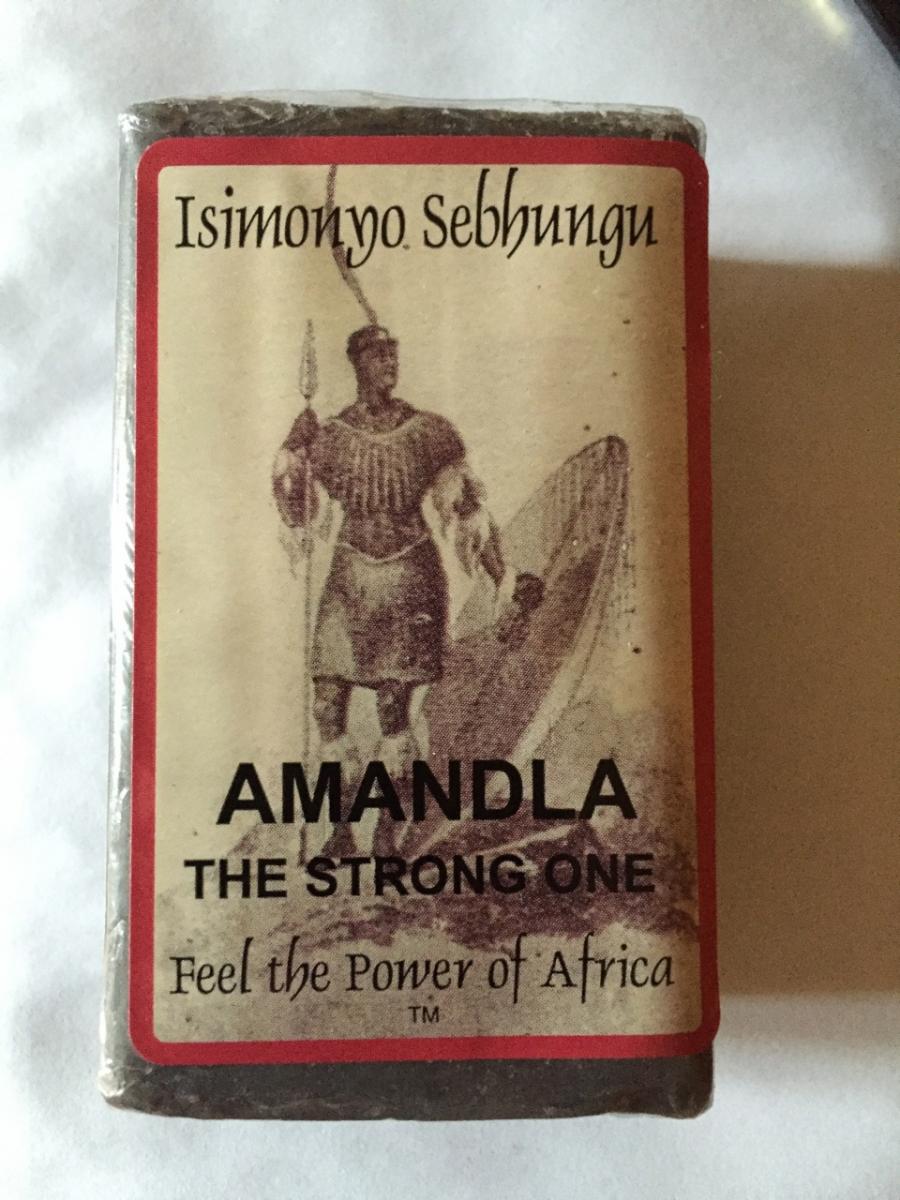 Isimonyo Sebhungu
AMANDLA
THE STRONG ONE
Feel the Power of Africa
TM